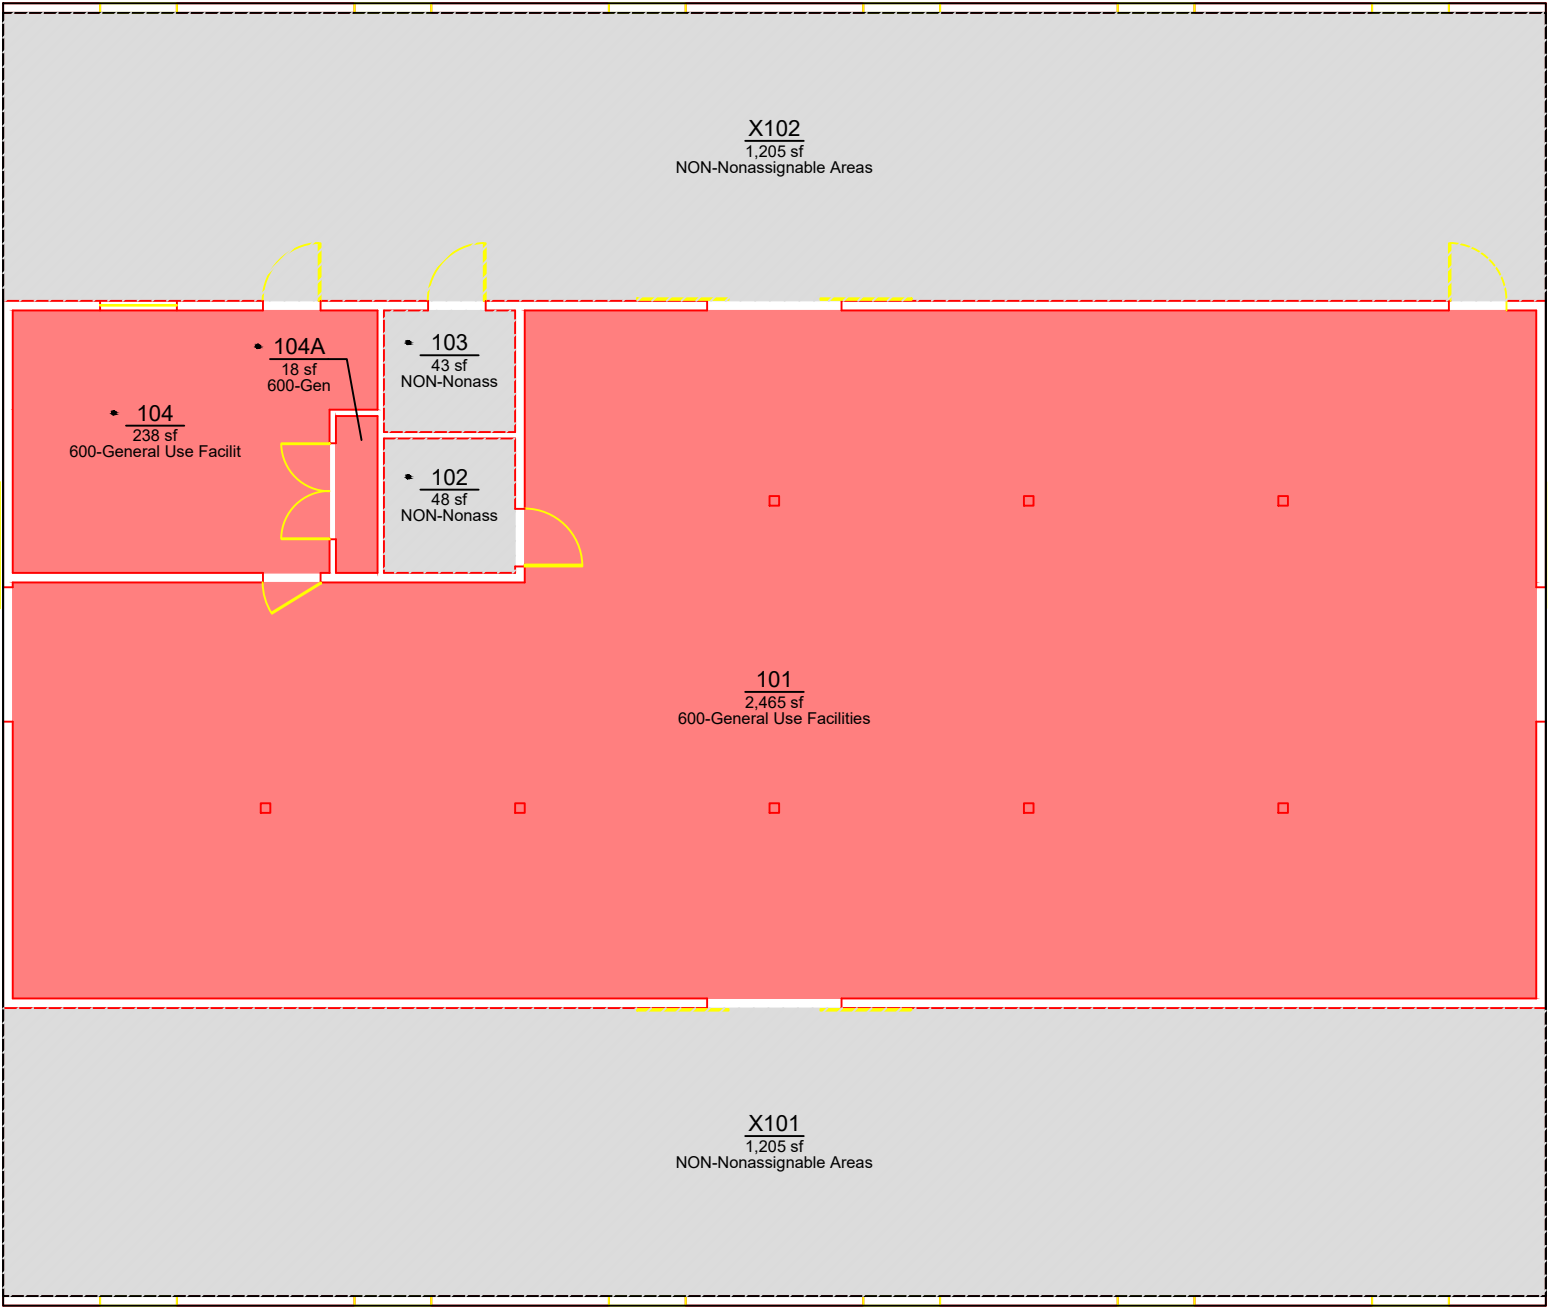 X102
1,205 sf
NON-Nonassignable Areas
104A
18 sf
600-Gen
103
43 sf
NON-Nonass
104
238 sf
600-General Use Facilit
102
48 sf
NON-Nonass
101
2,465 sf
600-General Use Facilities
X101
1,205 sf
NON-Nonassignable Areas